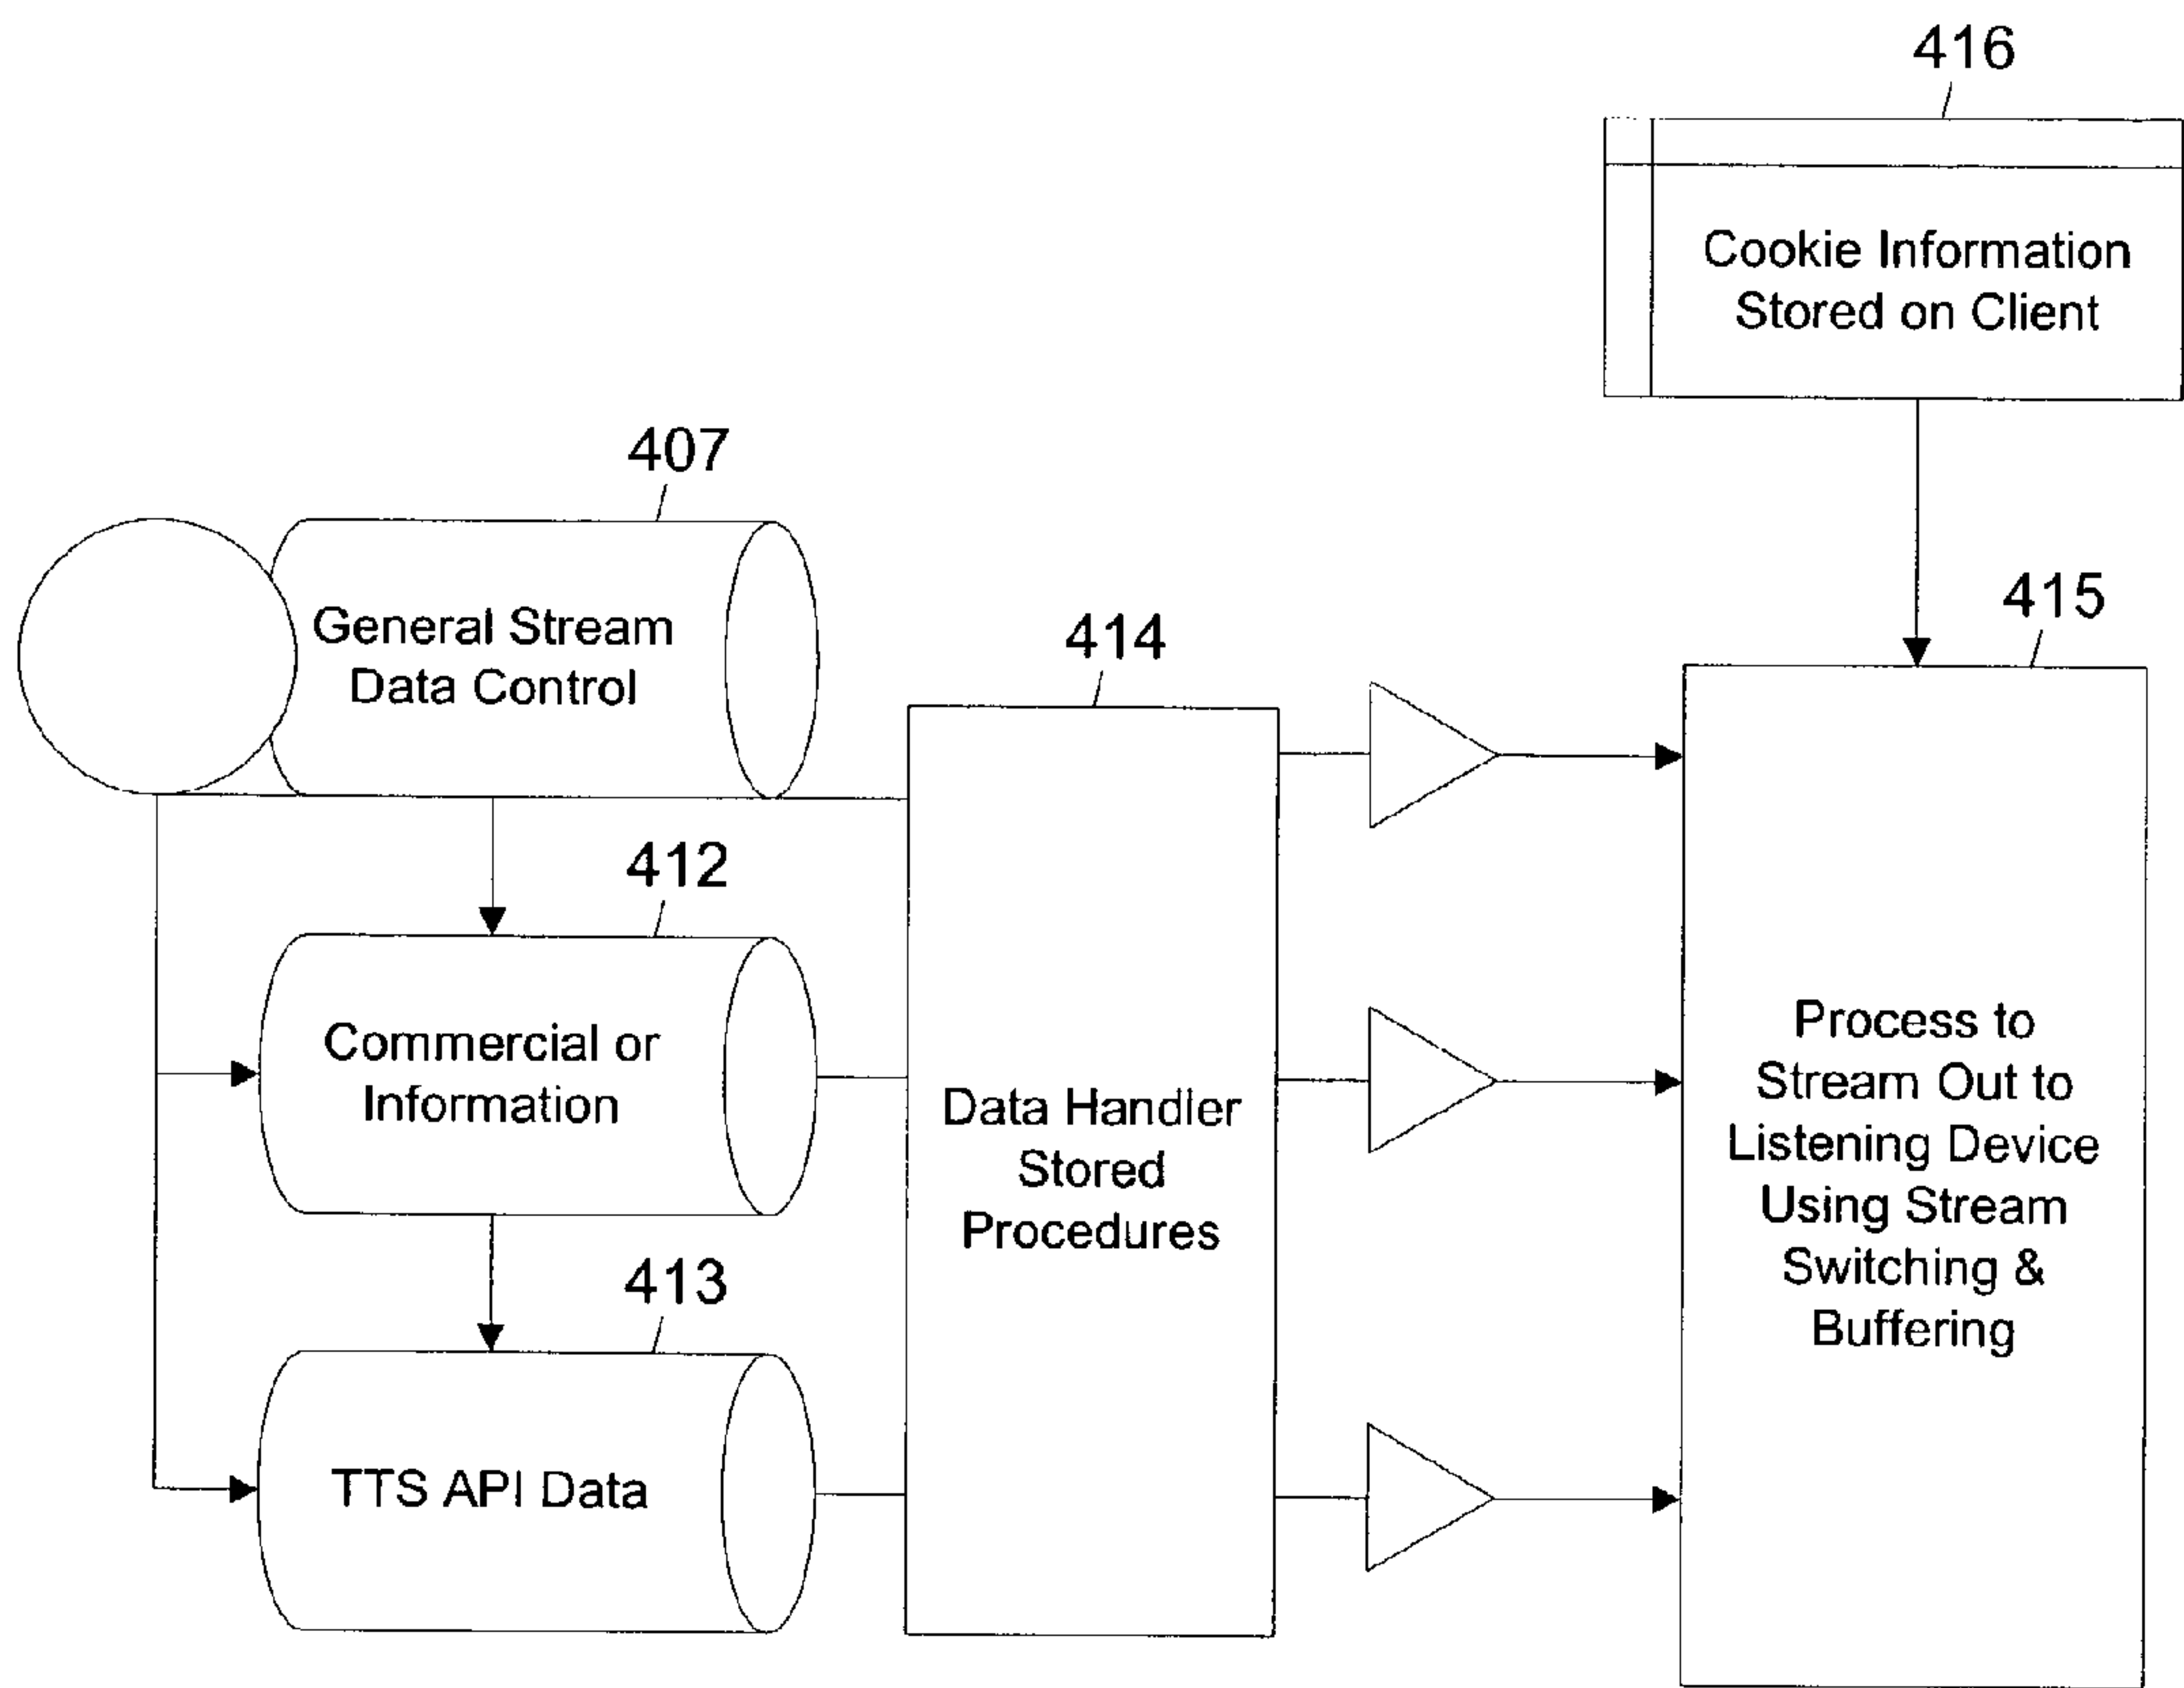 416
Cookie Information
Stored on Client
407
General Stream
Data Control
415
414
412
Commercial or
Information
Data Handler
Stored
Procedures
Process to
Stream Out to
Listening Device
Using Stream
Switching &
Buffering
413
TTS API Data